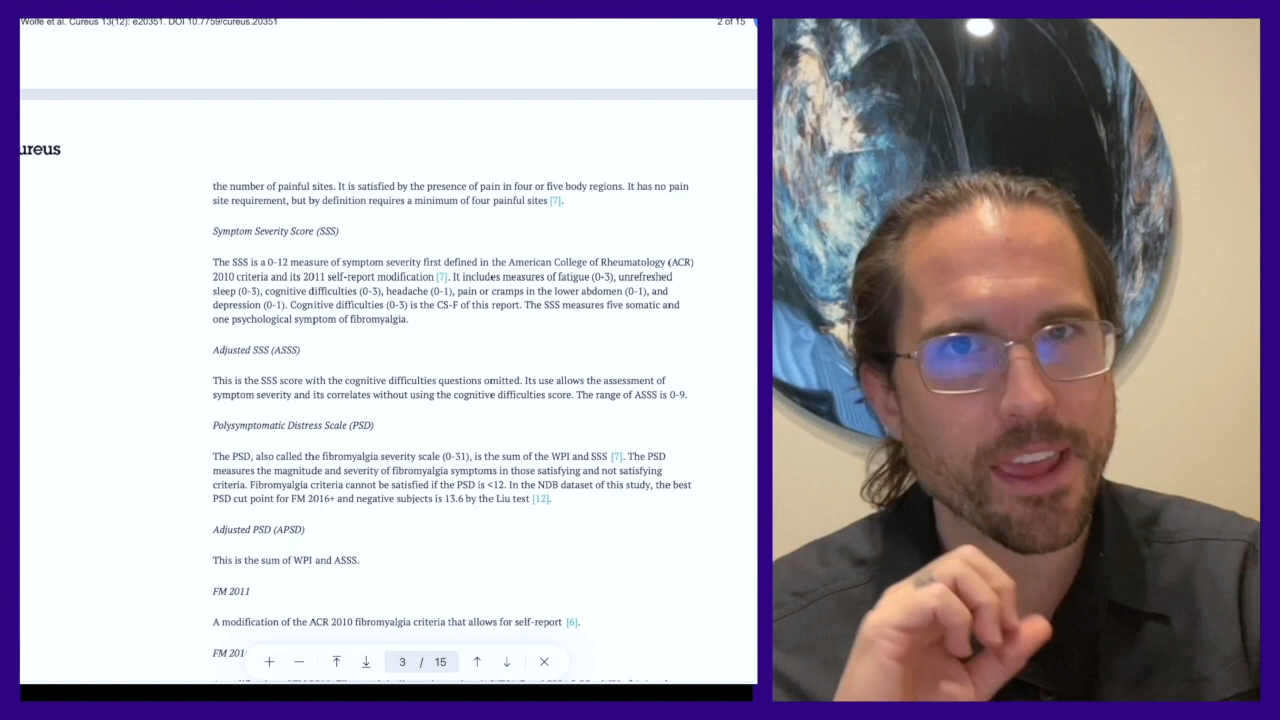 Wolfe et al. Cureus 13(12): e20351. DOI 10.7759/cureus.20351
2 of 15
ureus
the number of painful sites. It is satisfied by the presence of pain in four or five body regions. It has no pain
site requirement, but by definition requires a minimum of four painful sites [7].
Symptom Severity Score (SSS)
The SSS is a 0-12 measure of symptom severity first defined in the American College of Rheumatology (ACR)
2010 criteria and its 2011 self-report modification [7]. It includes measures of fatigue (0-3), unrefreshed
sleep (0-3), cognitive difficulties (0-3), headache (0-1), pain or cramps in the lower abdomen (0-1), and
depression (0-1). Cognitive difficulties (0-3) is the CS-F of this report. The SSS measures five somatic and
one psychological symptom of fibromyalgia.
Adjusted SSS (ASSS)
This is the SSS score with the cognitive difficulties questions omitted. Its use allows the assessment of
symptom severity and its correlates without using the cognitive difficulties score. The range of ASSS is 0-9.
Polysymptomatic Distress Scale (PSD)
The PSD, also called the fibromyalgia severity scale (0-31), is the sum of the WPI and SSS [7]. The PSD
measures the magnitude and severity of fibromyalgia symptoms in those satisfying and not satisfying
criteria. Fibromyalgia criteria cannot be satisfied if the PSD is <12. In the NDB dataset of this study, the best
PSD cut point for FM 2016+ and negative subjects is 13.6 by the Liu test [12].
Adjusted PSD (APSD)
This is the sum of WPI and ASSS.
FM 2011
A modification of the ACR 2010 fibromyalgia criteria that allows for self-report [6].
FM 201
3 / 15